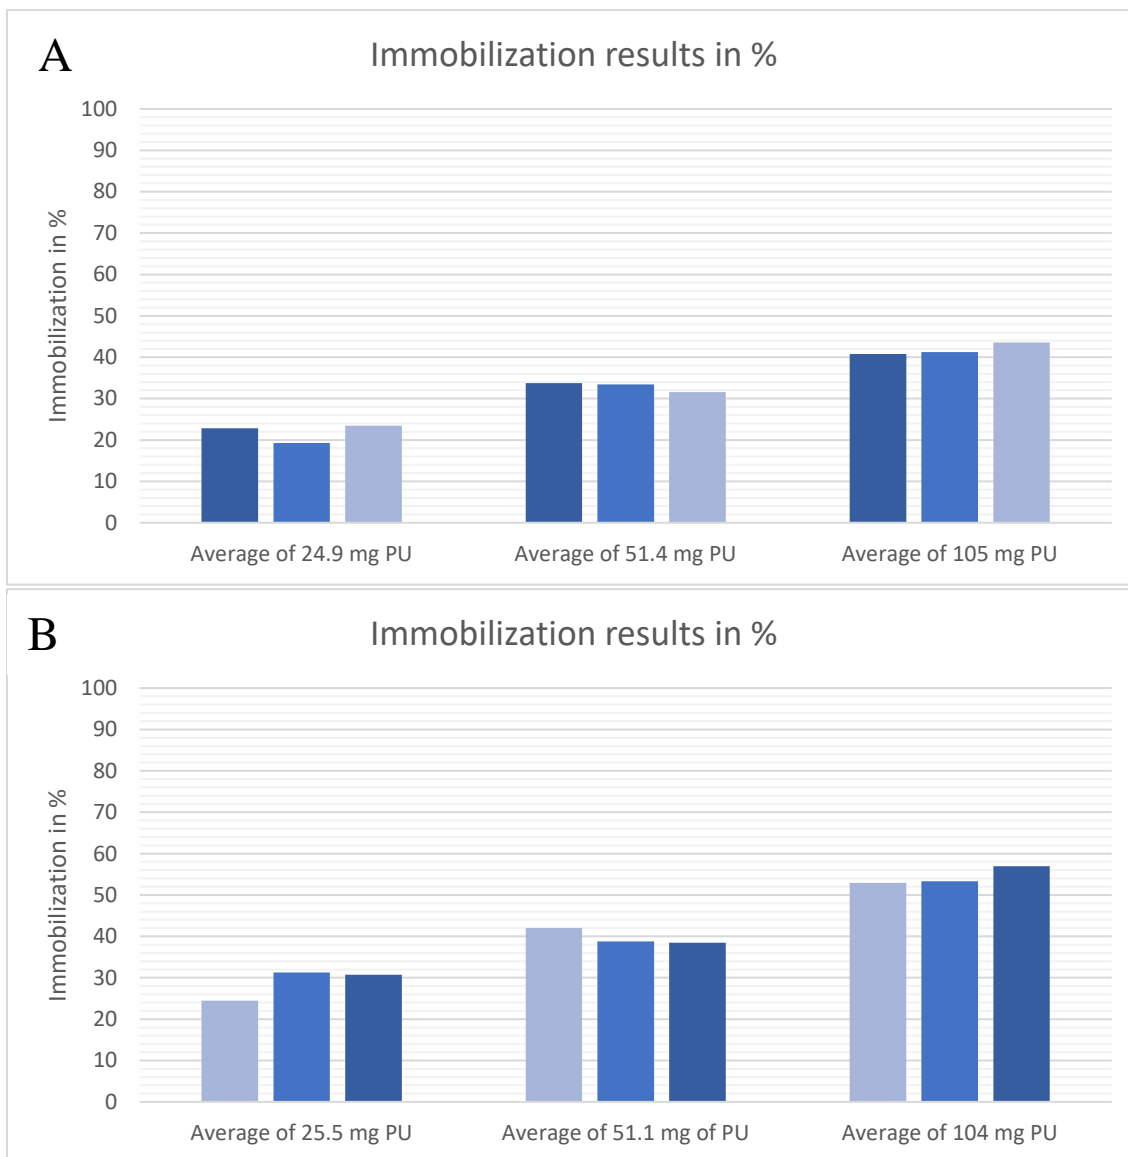 A
Immobilization results in %
Immobilization in %
100
90
80
70
60
50
40
30
20
10
0
Average of 24.9 mg PU
Average of 51.4 mg PU
Average of 105 mg PU
B
Immobilization results in %
Immobilization in %
100
90
80
70
60
50
40
30
20
10
0
Average of 25.5 mg PU
Average of 51.1 mg of PU
Average of 104 mg PU